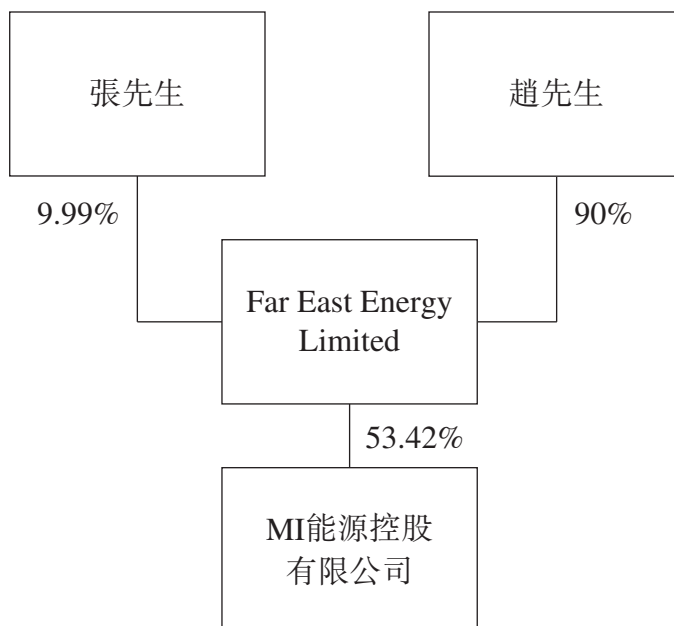 張先生
趙先生
9.99%
90%
Far East Energy
Limited
53.42%
MI能源控股
有限公司